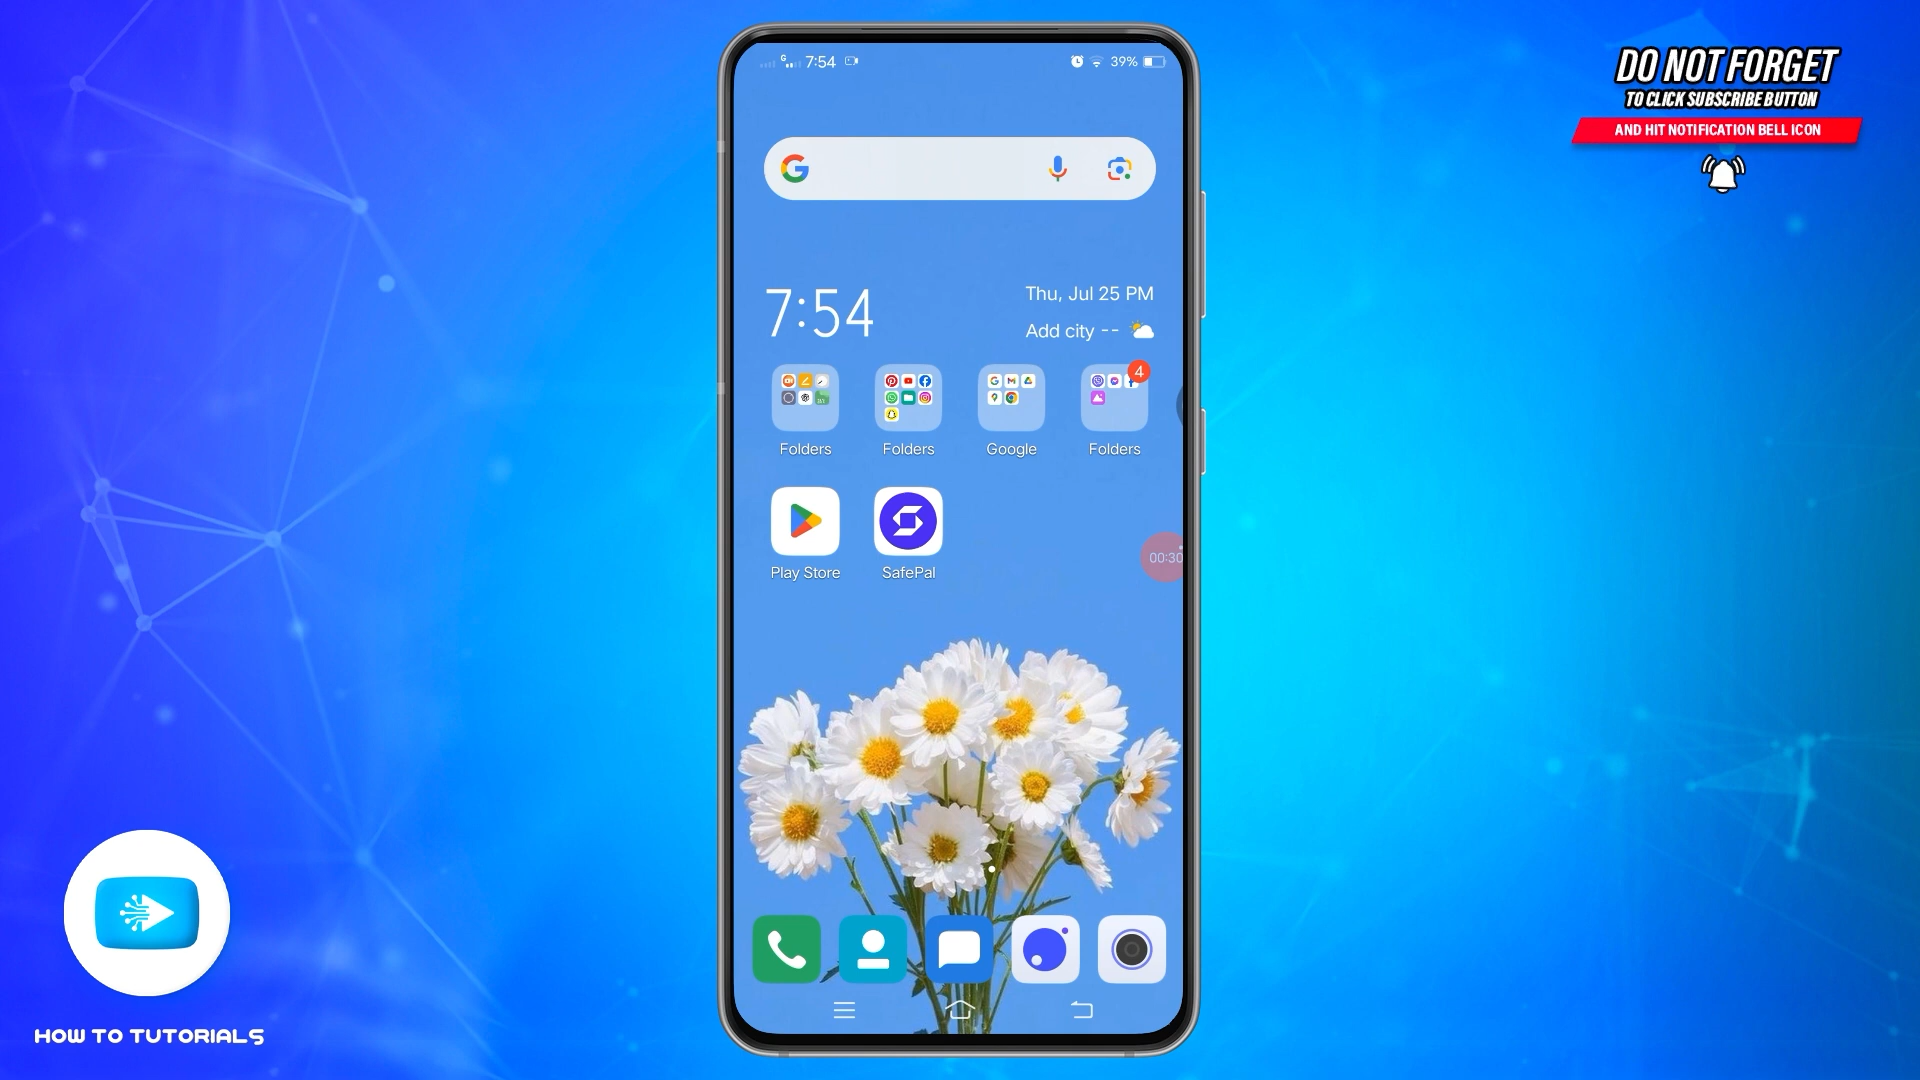 DO NOT FORGET
TO CLICK SUBSCRIBE BUTTON
AND HIT NOTIFICATION BELL ICON
G
7:54
39%
7:54
Thu, Jul 25 PM
Add city --
4
Folders
Folders
Google
Folders
Play Store
SafePal
00:30
HOW TO TUTORIALS